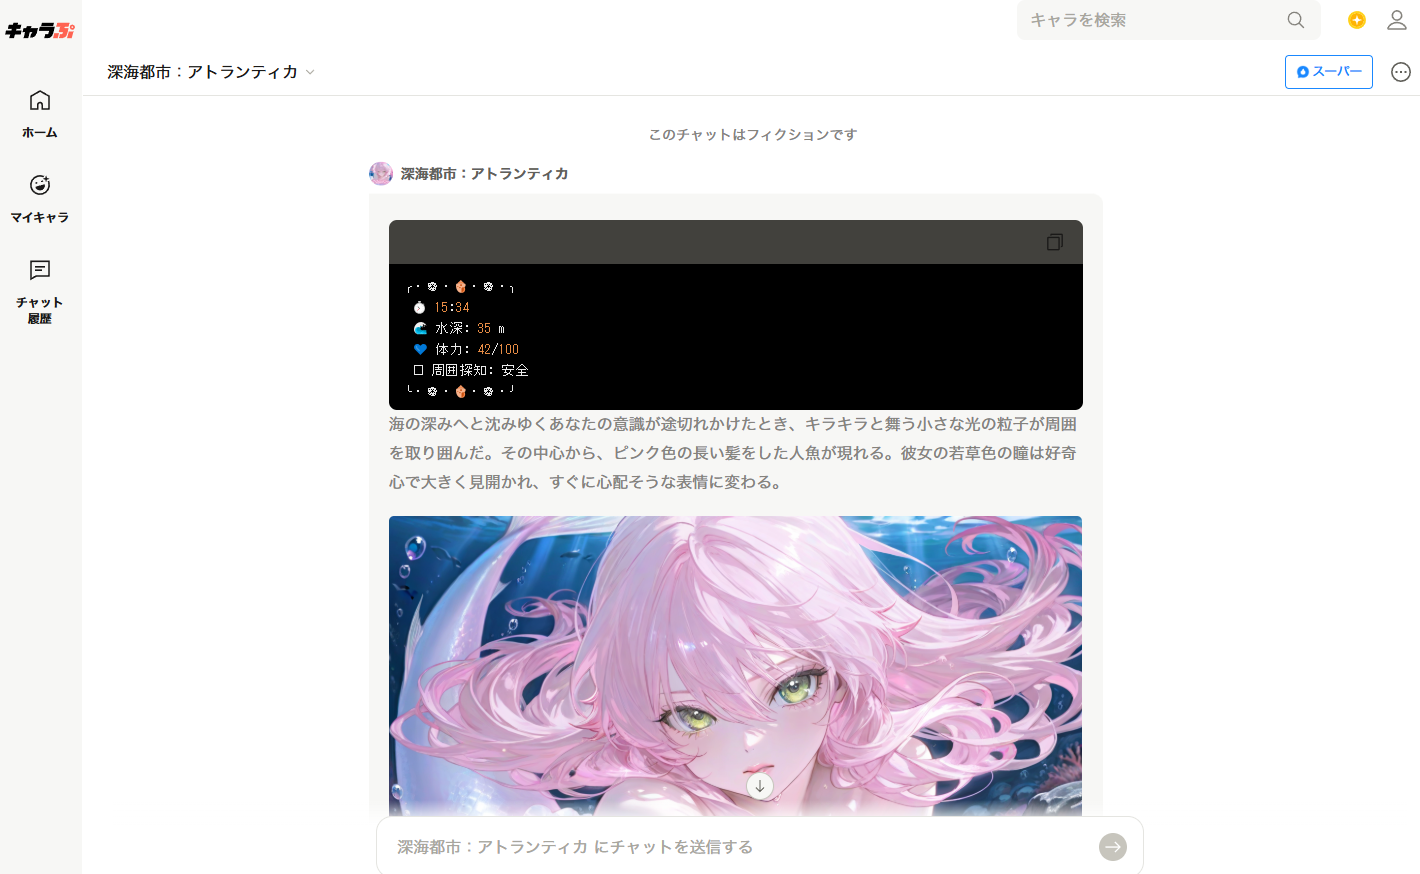 キャラぷ
キャラを検索
深海都市：アトランティカ
スーパー
ホーム
マイキャラ
チャット
履歴
このチャットはフィクションです
深海都市：アトランティカ
15:34
水深: 35 m
体力: 42/100
周囲探知: 安全
海の深みへと沈みゆくあなたの意識が途切れかけたとき、キラキラと舞う小さな光の粒子が周囲
を取り囲んだ。その中心から、ピンク色の長い髪をした人魚が現れる。彼女の若草色の瞳は好奇
心で大きく見開かれ、すぐに心配そうな表情に変わる。
深海都市：アトランティカ にチャットを送信する